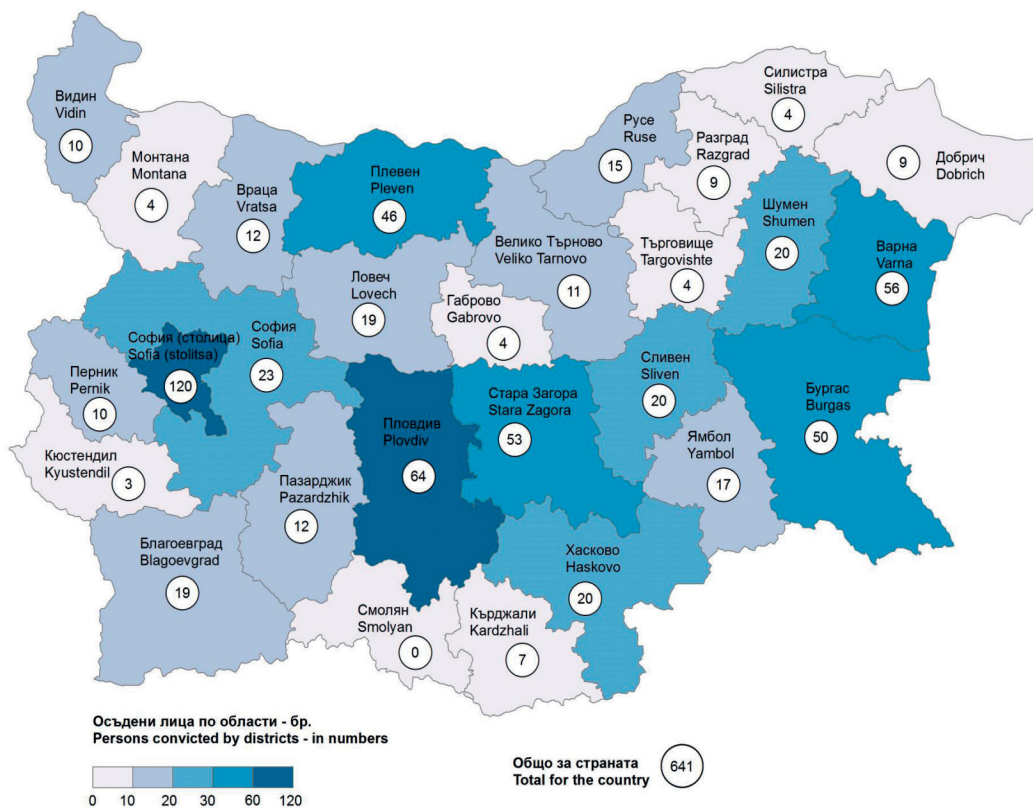 Видин
Vidin
10
Монтана
Montana
4
Враца
Vratsa
12
Плевен
Pleven
46
Ловеч
Lovech
19
Велико Търново
Veliko Tarnovo
11
Габрово
Gabrovo
4
Русе
Ruse
15
Разград
Razgrad
9
Силистра
Silistra
4
Добрич
Dobrich
9
Търговище
Targovishte
4
Шумен
Shumen
20
Варна
Varna
56
София (столица)
Sofia (stolitsa)
120
София
Sofia
23
Перник
Pernik
10
Кюстендил
Kyustendil
3
Благоевград
Blagoevgrad
19
Пазарджик
Pazardzhik
12
Пловдив
Plovdiv
64
Стара Загора
Stara Zagora
53
Сливен
Sliven
20
Ямбол
Yambol
17
Бургас
Burgas
50
Хасково
Haskovo
20
Смолян
Smolyan
0
Кърджали
Kardzhali
7
Осъдени лица по области - бр.
Persons convicted by districts - in numbers
0 10 20 30 60 120
Общо за страната
Total for the country
641